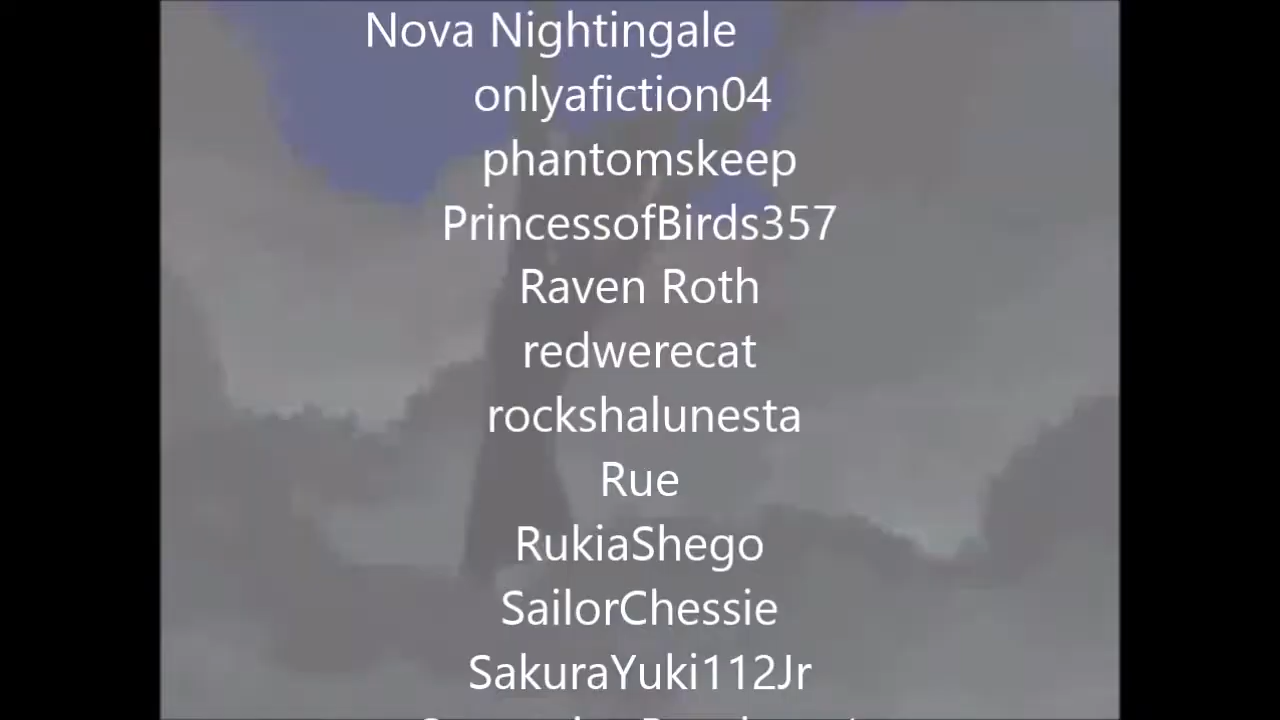 Nova Nightingale
onlyafiction04
phantomskeep
PrincessofBirds357
Raven Roth
redwerecat
rockshalunesta
Rue
RukiaShego
SailorChessie
SakuraYuki112Jr